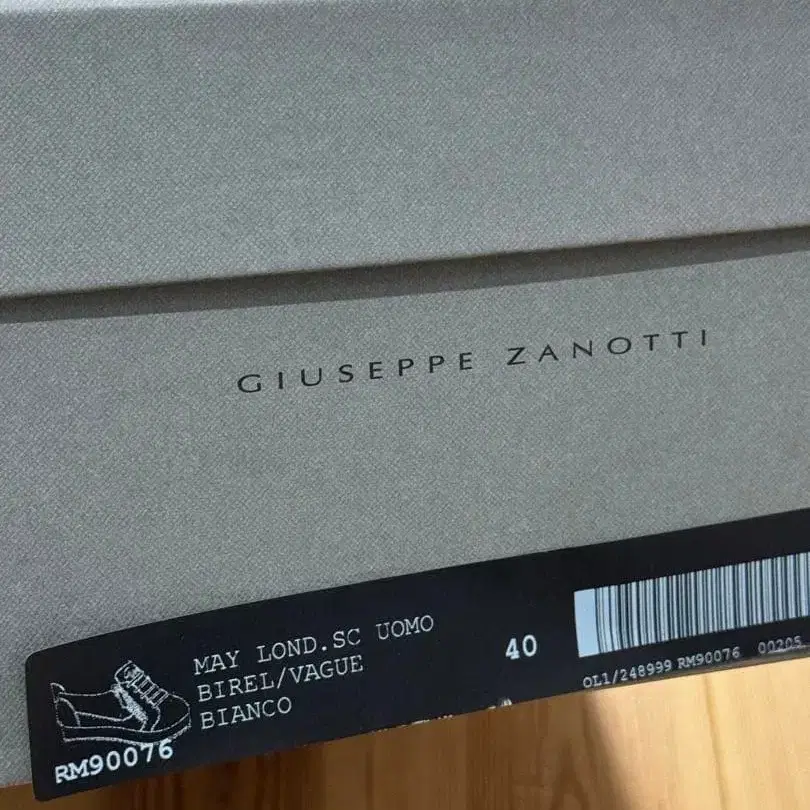 GIUSEPPE ZANOTTI
MAY LOND.SC UOMO
BIREL/VAGUE
BIANCO
40
RM90076
OL1/248999 RM90076 00205